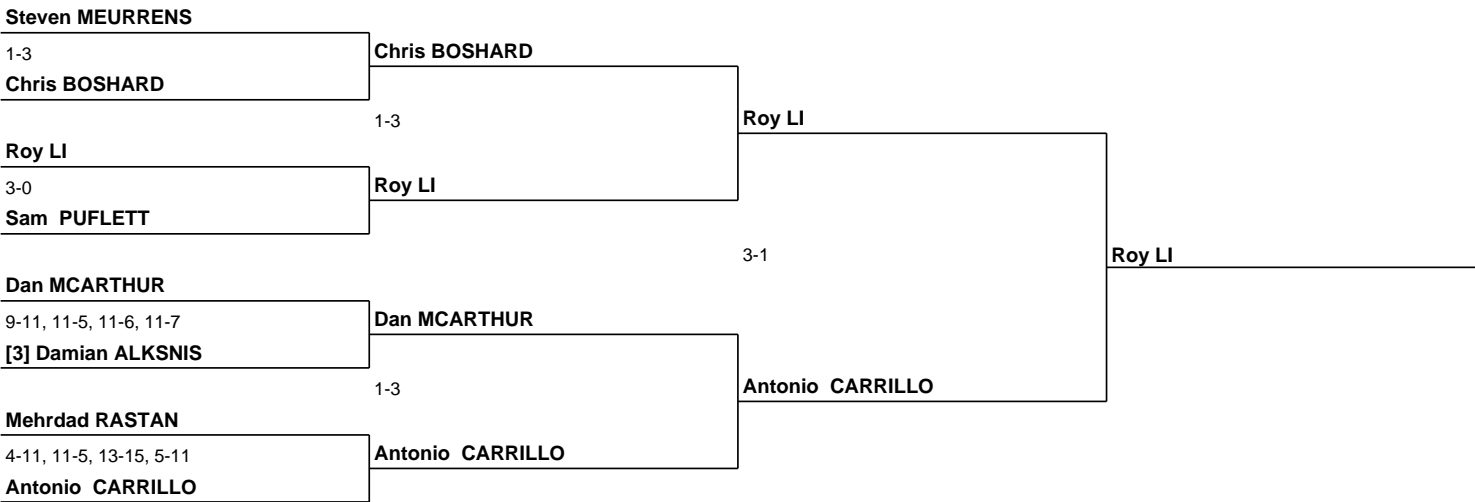 Steven MEURRENS
1-3
Chris BOSHARD
Chris BOSHARD
1-3
Roy LI
Roy LI
3-0
Roy LI
Sam PUFLETT
3-1
Roy LI
Dan MCARTHUR
9-11, 11-5, 11-6, 11-7
Dan MCARTHUR
[3] Damian ALKSNIS
1-3
Antonio CARRILLO
Mehrdad RASTAN
4-11, 11-5, 13-15, 5-11
Antonio CARRILLO
Antonio CARRILLO